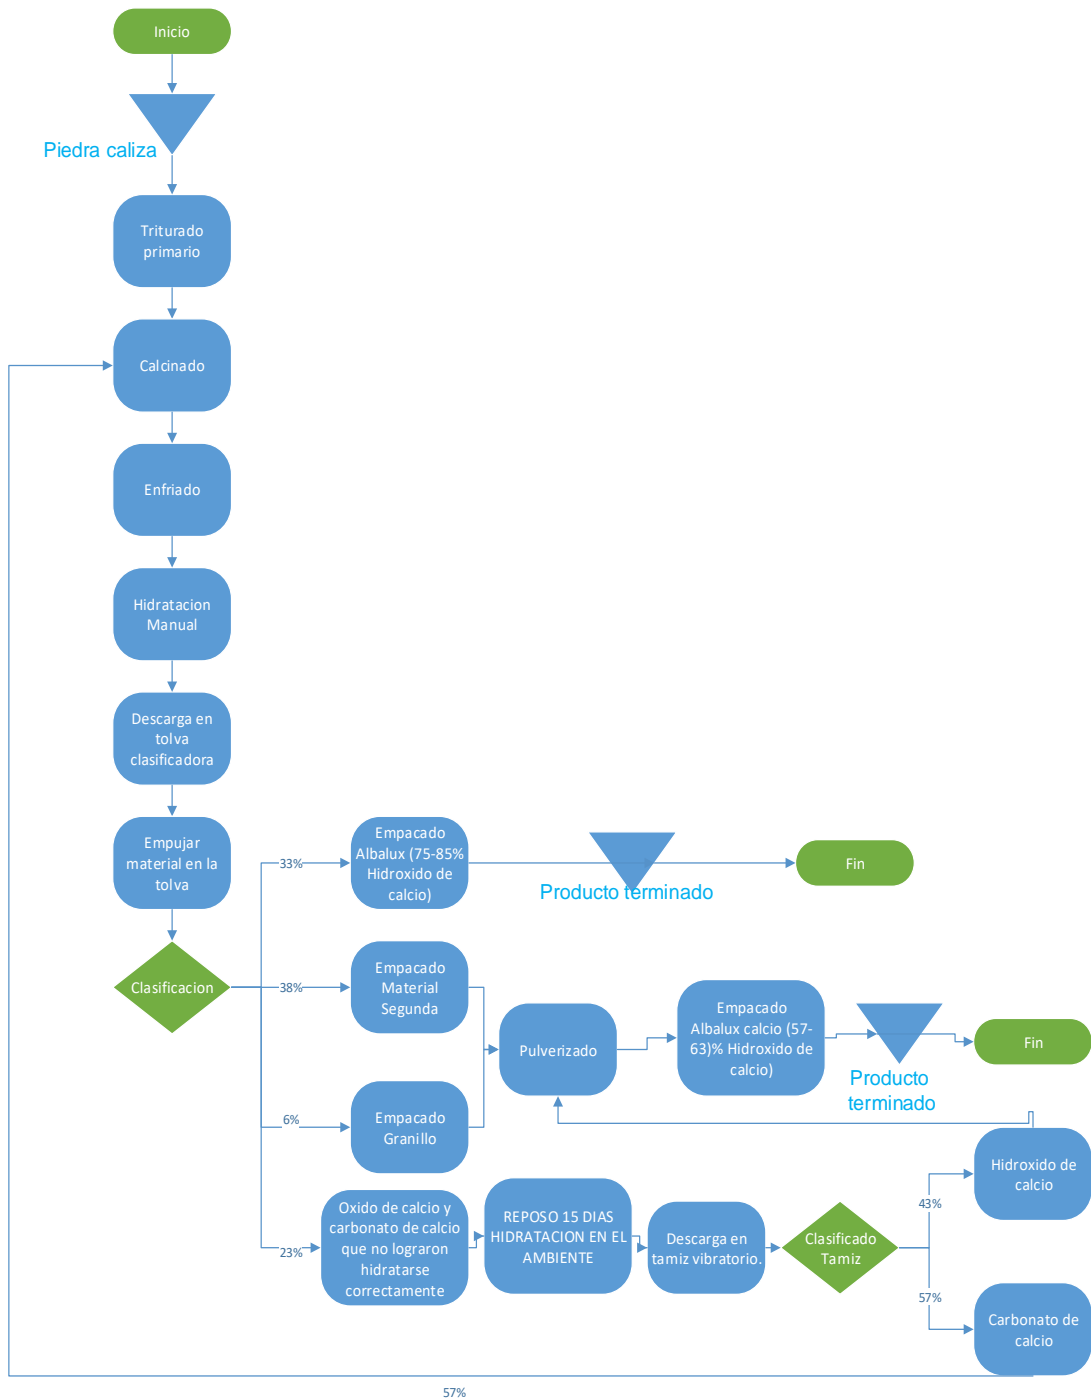 Inicio
Piedra caliza
Triturado
primario
Calcinado
Enfriado
Hidratacion
Manual
Descarga en
tolva
clasificadora
Empujar
material en la
tolva
Clasificacion
33%
Empacado
Albalux (75-85%
Hidroxido de
calcio)
Producto terminado
Fin
38%
Empacado
Material
Segunda
6%
Empacado
Granillo
Pulverizado
Empacado
Albalux calcio (57-
63)% Hidroxido de
calcio)
Producto
terminado
Fin
23%
Oxido de calcio y
carbonato de calcio
que no lograron
hidratarse
correctamente
REPOSO 15 DIAS
HIDRATACION EN EL
AMBIENTE
Descarga en
tamiz vibratorio.
Clasificado
Tamiz
43%
Hidroxido de
calcio
57%
Carbonato de
calcio
57%